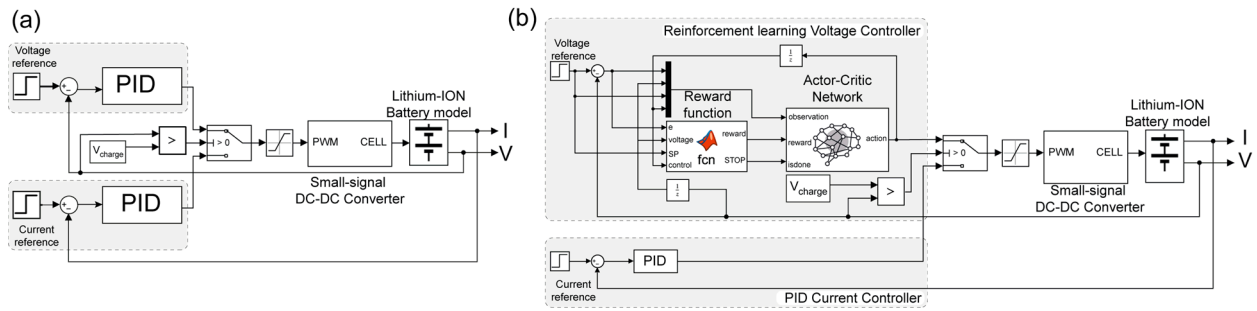 (a)
Voltage
reference
+
−
PID
V_charge
>
> 0
PWM
CELL
Lithium-ION
Battery model
I
V
Small-signal
DC-DC Converter
+
−
PID
Current
reference
(b)
Reinforcement learning Voltage Controller
Voltage
reference
+
−
1/z
Reward
function
e
voltage
SP
control
fcn
reward
STOP
Actor-Critic
Network
observation
reward
isdone
action
1/z
V_charge
>
> 0
PWM
CELL
Lithium-ION
Battery model
I
V
Small-signal
DC-DC Converter
+
−
PID
Current
reference
PID Current Controller